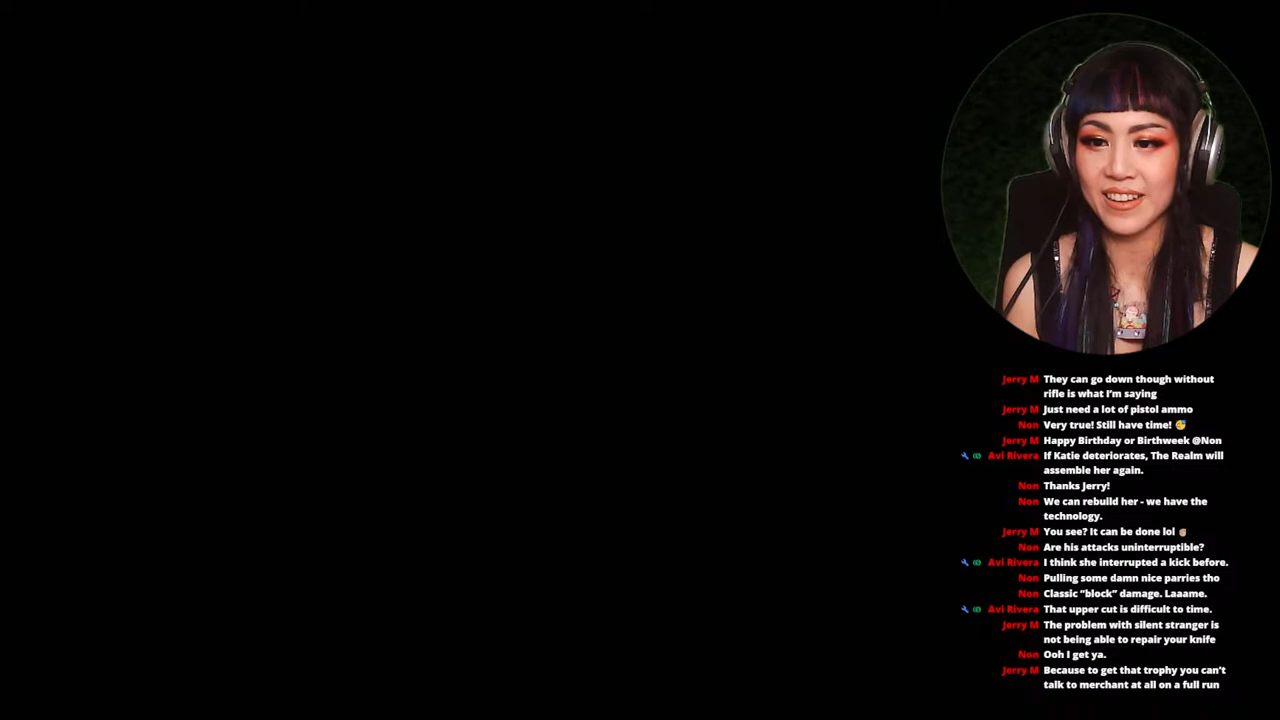 Jerry M They can go down though without
rifle is what I'm saying
Jerry M Just need a lot of pistol ammo
Non Very true! Still have time! 🥳
Jerry M Happy Birthday or Birthweek @Non
Avi Rivera If Katie deteriorates, The Realm will
assemble her again.
Non Thanks Jerry!
Non We can rebuild her - we have the
technology.
Jerry M You see? It can be done lol
Non Are his attacks uninterruptible?
Avi Rivera I think she interrupted a kick before.
Non Pulling some damn nice parries tho
Non Classic “block” damage. Laaame.
Avi Rivera That upper cut is difficult to time.
Jerry M The problem with silent stranger is
not being able to repair your knife
Non Ooh I get ya.
Jerry M Because to get that trophy you can’t
talk to merchant at all on a full run